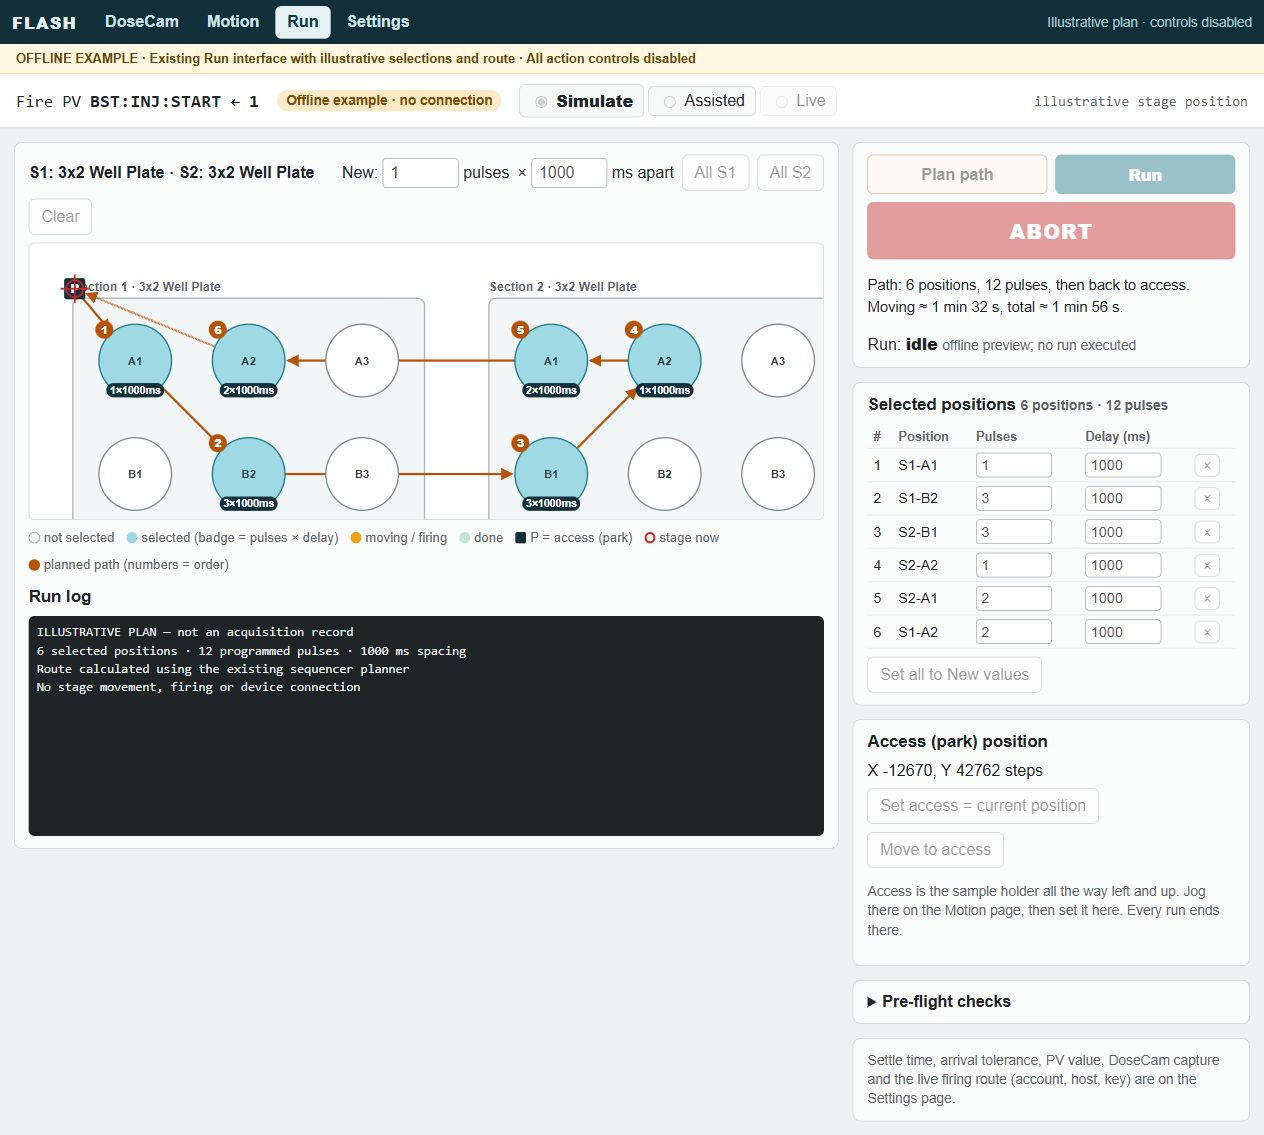 FLASH DoseCam Motion Run Settings Illustrative plan · controls disabled
OFFLINE EXAMPLE · Existing Run interface with illustrative selections and route · All action controls disabled
Fire PV BST:INJ:START ← 1 Offline example · no connection Simulate Assisted Live illustrative stage position
S1: 3x2 Well Plate · S2: 3x2 Well Plate New: 1 pulses × 1000 ms apart All S1 All S2
Clear
ction 1 · 3x2 Well Plate Section 2 · 3x2 Well Plate
1 6 5 4
A1 A2 A3 A1 A2 A3
1×1000ms 2×1000ms 2×1000ms 1×1000ms
2 3
B1 B2 B3 B1 B2 B3
3×1000ms 3×1000ms
not selected selected (badge = pulses × delay) moving / firing done P = access (park) stage now
planned path (numbers = order)
Run log
ILLUSTRATIVE PLAN — not an acquisition record
6 selected positions · 12 programmed pulses · 1000 ms spacing
Route calculated using the existing sequencer planner
No stage movement, firing or device connection
Plan path Run
ABORT
Path: 6 positions, 12 pulses, then back to access.
Moving ≈ 1 min 32 s, total ≈ 1 min 56 s.
Run: idle offline preview; no run executed
Selected positions 6 positions · 12 pulses
# Position Pulses Delay (ms)
1 S1-A1 1 1000 ×
2 S1-B2 3 1000 ×
3 S2-B1 3 1000 ×
4 S2-A2 1 1000 ×
5 S2-A1 2 1000 ×
6 S1-A2 2 1000 ×
Set all to New values
Access (park) position
X -12670, Y 42762 steps
Set access = current position
Move to access
Access is the sample holder all the way left and up. Jog
there on the Motion page, then set it here. Every run ends
there.
Pre-flight checks
Settle time, arrival tolerance, PV value, DoseCam capture
and the live firing route (account, host, key) are on the
Settings page.